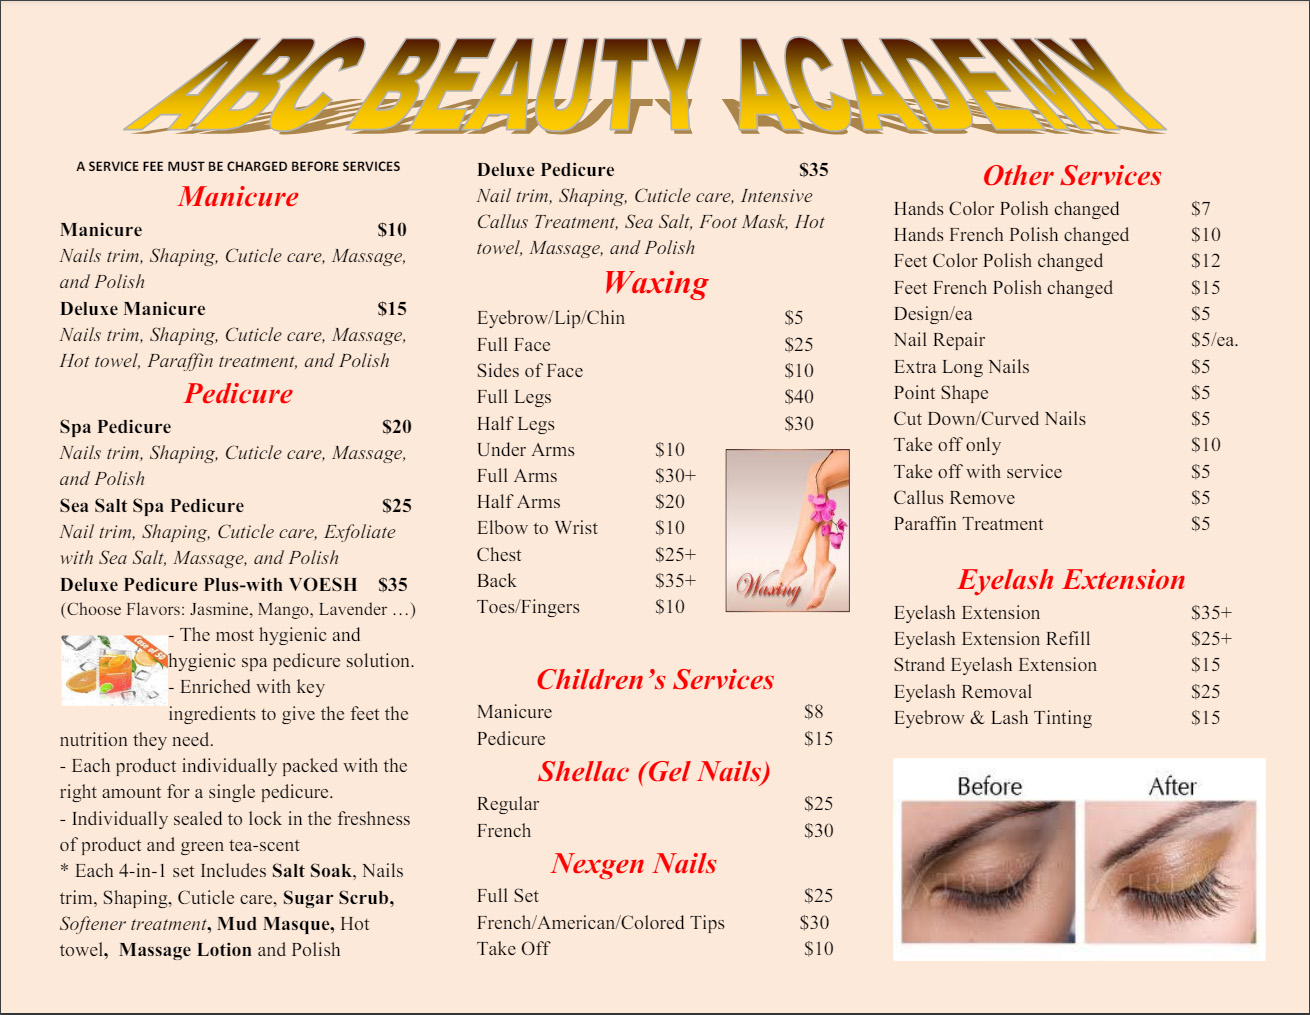 ABC BEAUTY ACADEMY
A SERVICE FEE MUST BE CHARGED BEFORE SERVICES
Manicure
Manicure $10
Nails trim, Shaping, Cuticle care, Massage,
and Polish
Deluxe Manicure $15
Nails trim, Shaping, Cuticle care, Massage,
Hot towel, Paraffin treatment, and Polish
Pedicure
Spa Pedicure $20
Nails trim, Shaping, Cuticle care, Massage,
and Polish
Sea Salt Spa Pedicure $25
Nail trim, Shaping, Cuticle care, Exfoliate
with Sea Salt, Massage, and Polish
Deluxe Pedicure Plus-with VOESH $35
(Choose Flavors: Jasmine, Mango, Lavender …)
Case of 50
- The most hygienic and
hygienic spa pedicure solution.
- Enriched with key
ingredients to give the feet the
nutrition they need.
- Each product individually packed with the
right amount for a single pedicure.
- Individually sealed to lock in the freshness
of product and green tea-scent
* Each 4-in-1 set Includes Salt Soak, Nails
trim, Shaping, Cuticle care, Sugar Scrub,
Softener treatment, Mud Masque, Hot
towel, Massage Lotion and Polish
Deluxe Pedicure $35
Nail trim, Shaping, Cuticle care, Intensive
Callus Treatment, Sea Salt, Foot Mask, Hot
towel, Massage, and Polish
Waxing
Eyebrow/Lip/Chin $5
Full Face $25
Sides of Face $10
Full Legs $40
Half Legs $30
Under Arms $10
Full Arms $30+
Half Arms $20
Elbow to Wrist $10
Chest $25+
Back $35+
Toes/Fingers $10
Waxing
Children’s Services
Manicure $8
Pedicure $15
Shellac (Gel Nails)
Regular $25
French $30
Nexgen Nails
Full Set $25
French/American/Colored Tips $30
Take Off $10
Other Services
Hands Color Polish changed $7
Hands French Polish changed $10
Feet Color Polish changed $12
Feet French Polish changed $15
Design/ea $5
Nail Repair $5/ea.
Extra Long Nails $5
Point Shape $5
Cut Down/Curved Nails $5
Take off only $10
Take off with service $5
Callus Remove $5
Paraffin Treatment $5
Eyelash Extension
Eyelash Extension $35+
Eyelash Extension Refill $25+
Strand Eyelash Extension $15
Eyelash Removal $25
Eyebrow & Lash Tinting $15
Before After